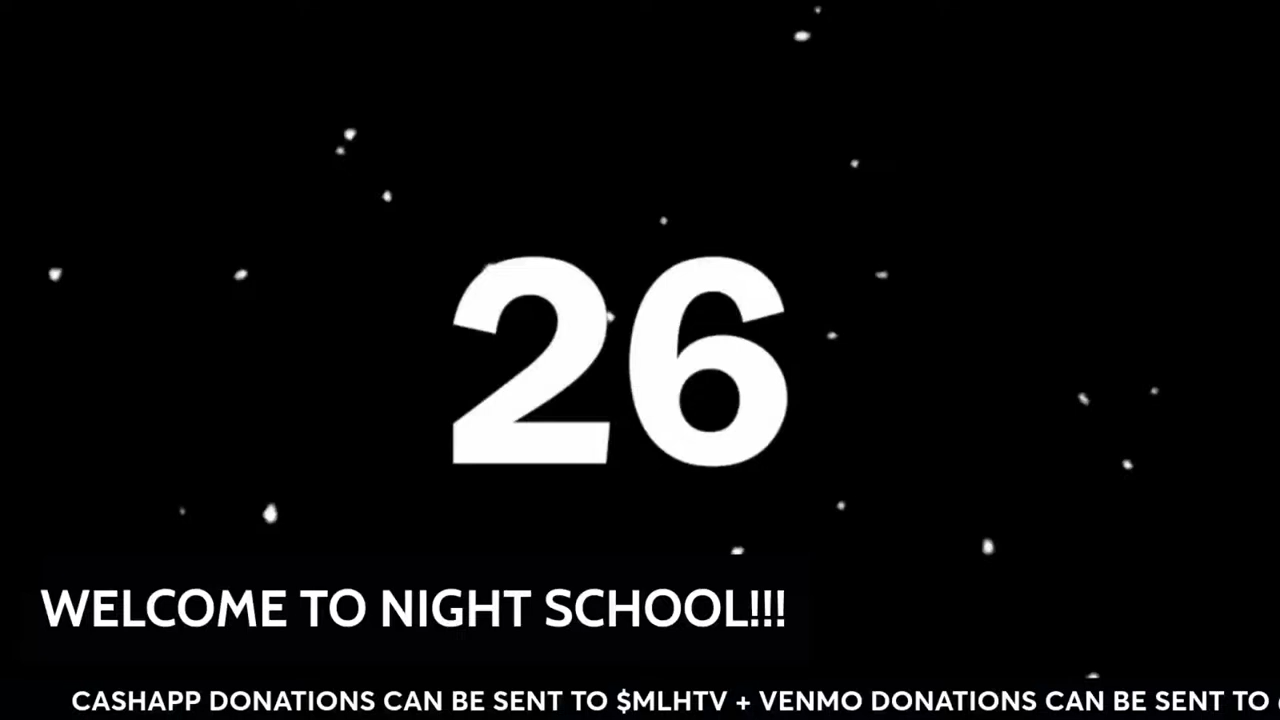 26
WELCOME TO NIGHT SCHOOL!!!
CASHAPP DONATIONS CAN BE SENT TO $MLHTV + VENMO DONATIONS CAN BE SENT TO